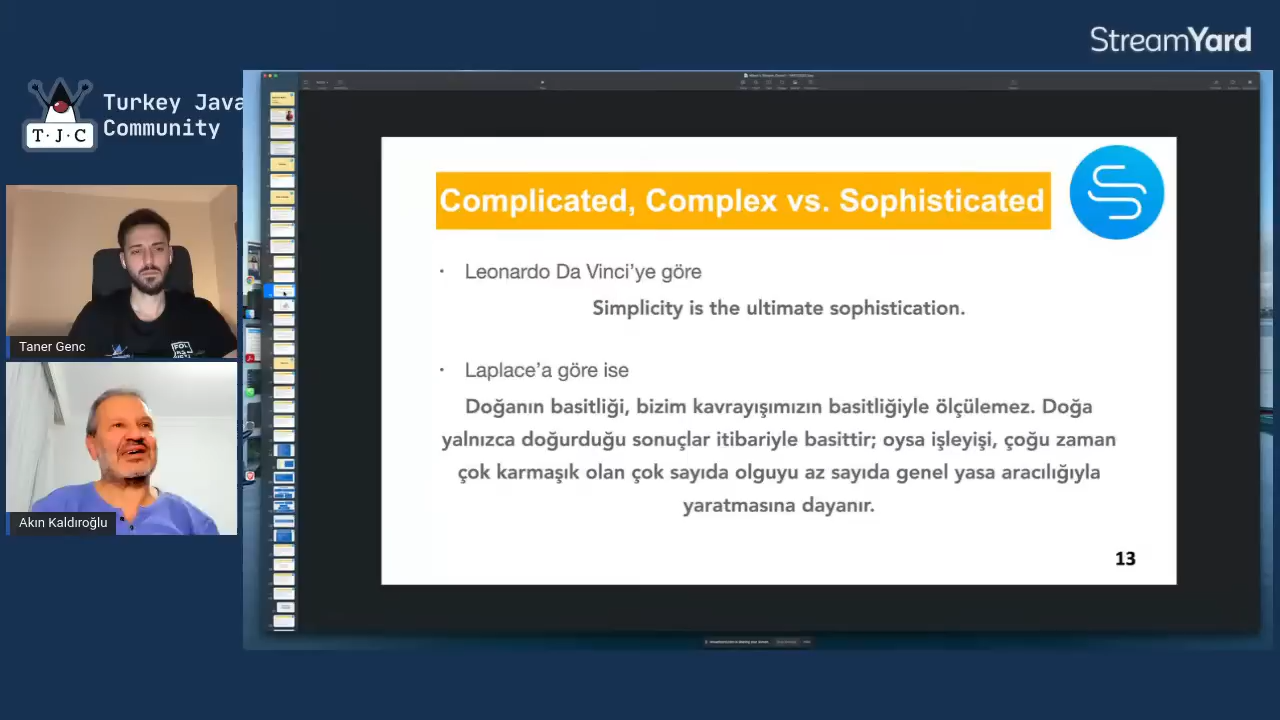 StreamYard
Turkey Java
Community
T·J·C
Taner Genc
Akın Kaldıroğlu
Complicated, Complex vs. Sophisticated
· Leonardo Da Vinci’ye göre
Simplicity is the ultimate sophistication.
· Laplace’a göre ise
Doğanın basitliği, bizim kavrayışımızın basitliğiyle ölçülemez. Doğa
yalnızca doğurduğu sonuçlar itibariyle basittir; oysa işleyişi, çoğu zaman
çok karmaşık olan çok sayıda olguyu az sayıda genel yasa aracılığıyla
yaratmasına dayanır.
13